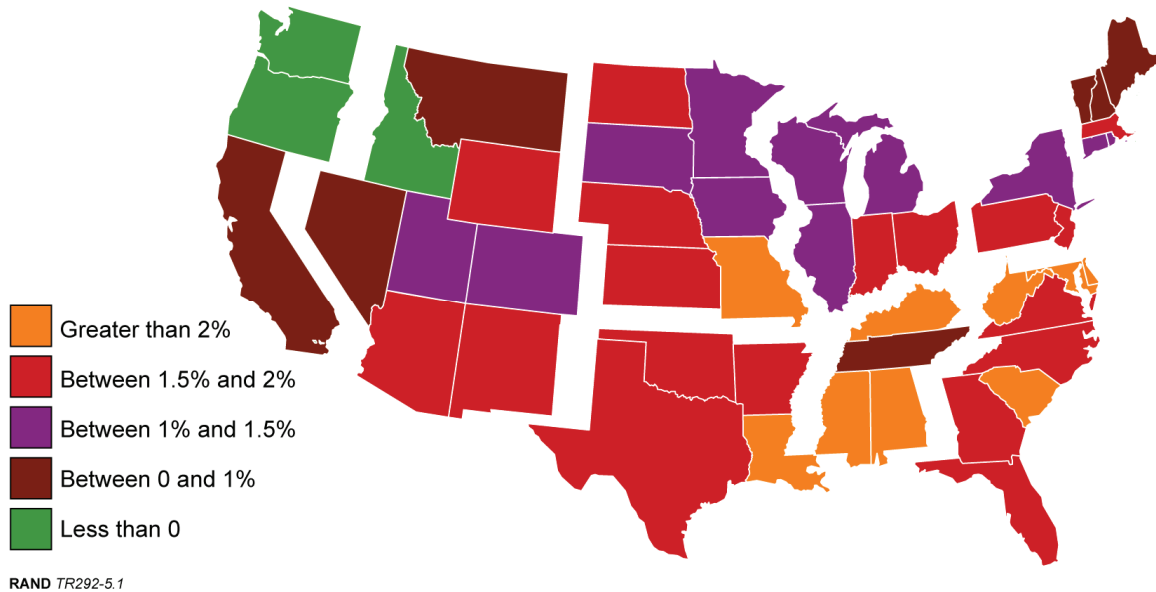 Greater than 2%
Between 1.5% and 2%
Between 1% and 1.5%
Between 0 and 1%
Less than 0
RAND TR292-5.1